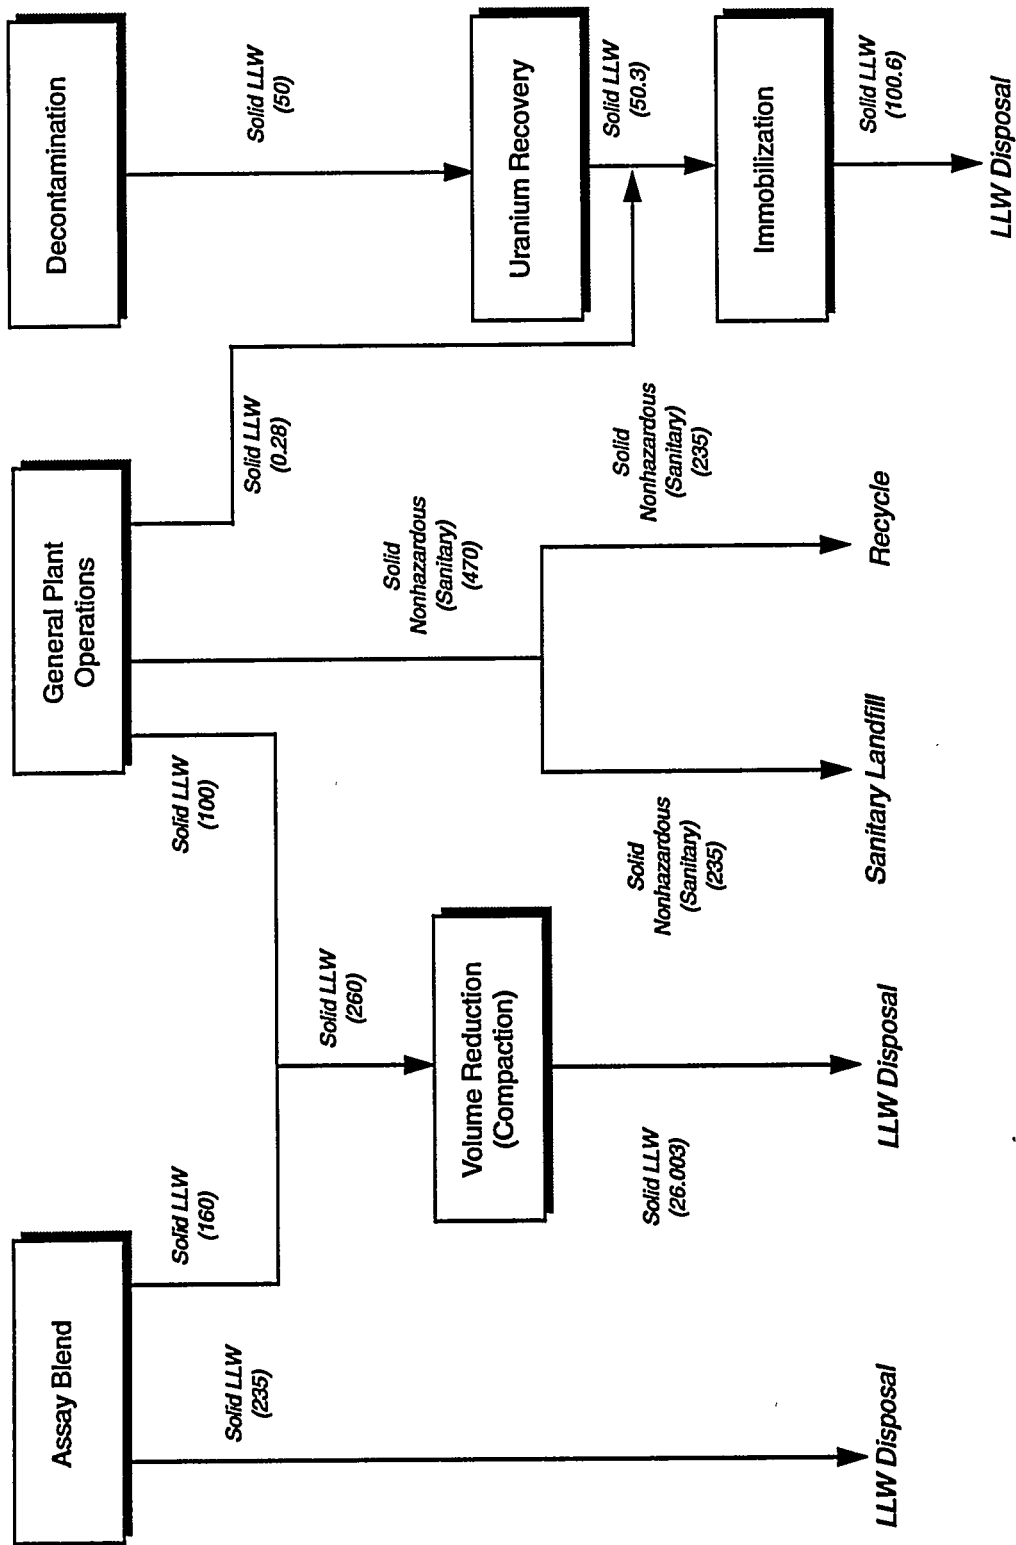 Assay Blend
General Plant
Operations
Decontamination
Solid LLW
(235)
Solid LLW
(160)
Solid LLW
(100)
Solid LLW
(0.28)
Solid LLW
(50)
Solid LLW
(260)
Solid
Nonhazardous
(Sanitary)
(470)
Volume Reduction
(Compaction)
Uranium Recovery
Solid LLW
(50.3)
Solid LLW
(26.003)
Solid
Nonhazardous
(Sanitary)
(235)
Solid
Nonhazardous
(Sanitary)
(235)
Immobilization
Solid LLW
(100.6)
LLW Disposal
LLW Disposal
Sanitary Landfill
Recycle
LLW Disposal